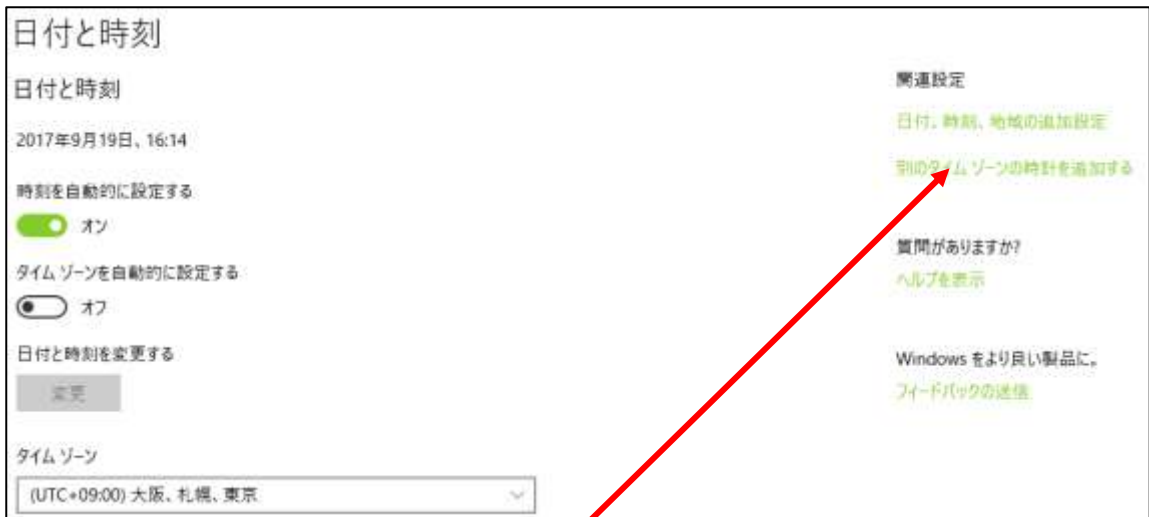 日付と時刻
日付と時刻
2017年9月19日、16:14
時刻を自動的に設定する
オン
タイム ゾーンを自動的に設定する
オフ
日付と時刻を変更する
変更
タイム ゾーン
(UTC+09:00) 大阪、札幌、東京
関連設定
日付、時刻、地域の追加設定
別のタイム ゾーンの時計を追加する
質問がありますか?
ヘルプを表示
Windows をより良い製品に。
フィードバックの送信